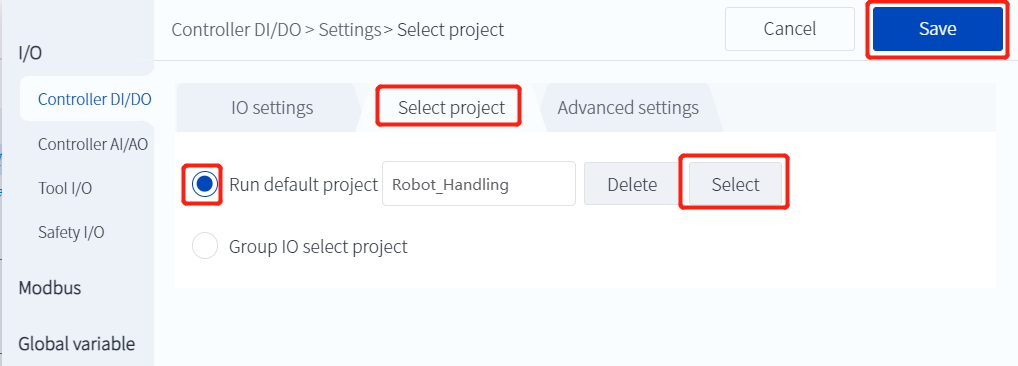 Controller DI/DO > Settings> Select project
Cancel
Save
I/O
Controller DI/DO
Controller AI/AO
Tool I/O
Safety I/O
Modbus
Global variable
IO settings
Select project
Advanced settings
Run default project
Robot_Handling
Delete
Select
Group IO select project